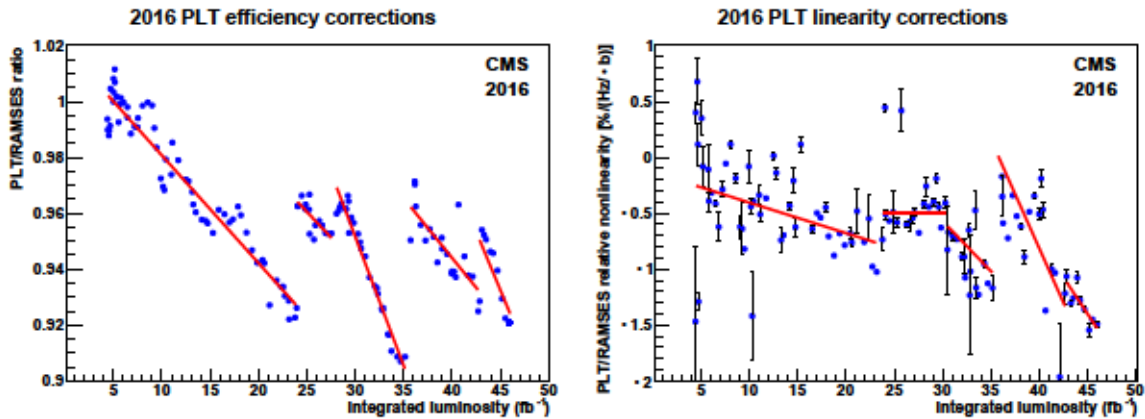 2016 PLT efficiency corrections
PLT/RAMSES ratio
1.02
1
0.98
0.96
0.94
0.92
0.9
CMS
2016
5 10 15 20 25 30 35 40 45 50
Integrated luminosity (fb⁻¹)
2016 PLT linearity corrections
PLT/RAMSES relative nonlinearity [%/(Hz/ · b)]
1
0.5
0
- 0.5
- 1
- 1.5
- 2
CMS
2016
5 10 15 20 25 30 35 40 45 50
Integrated luminosity (fb⁻¹)